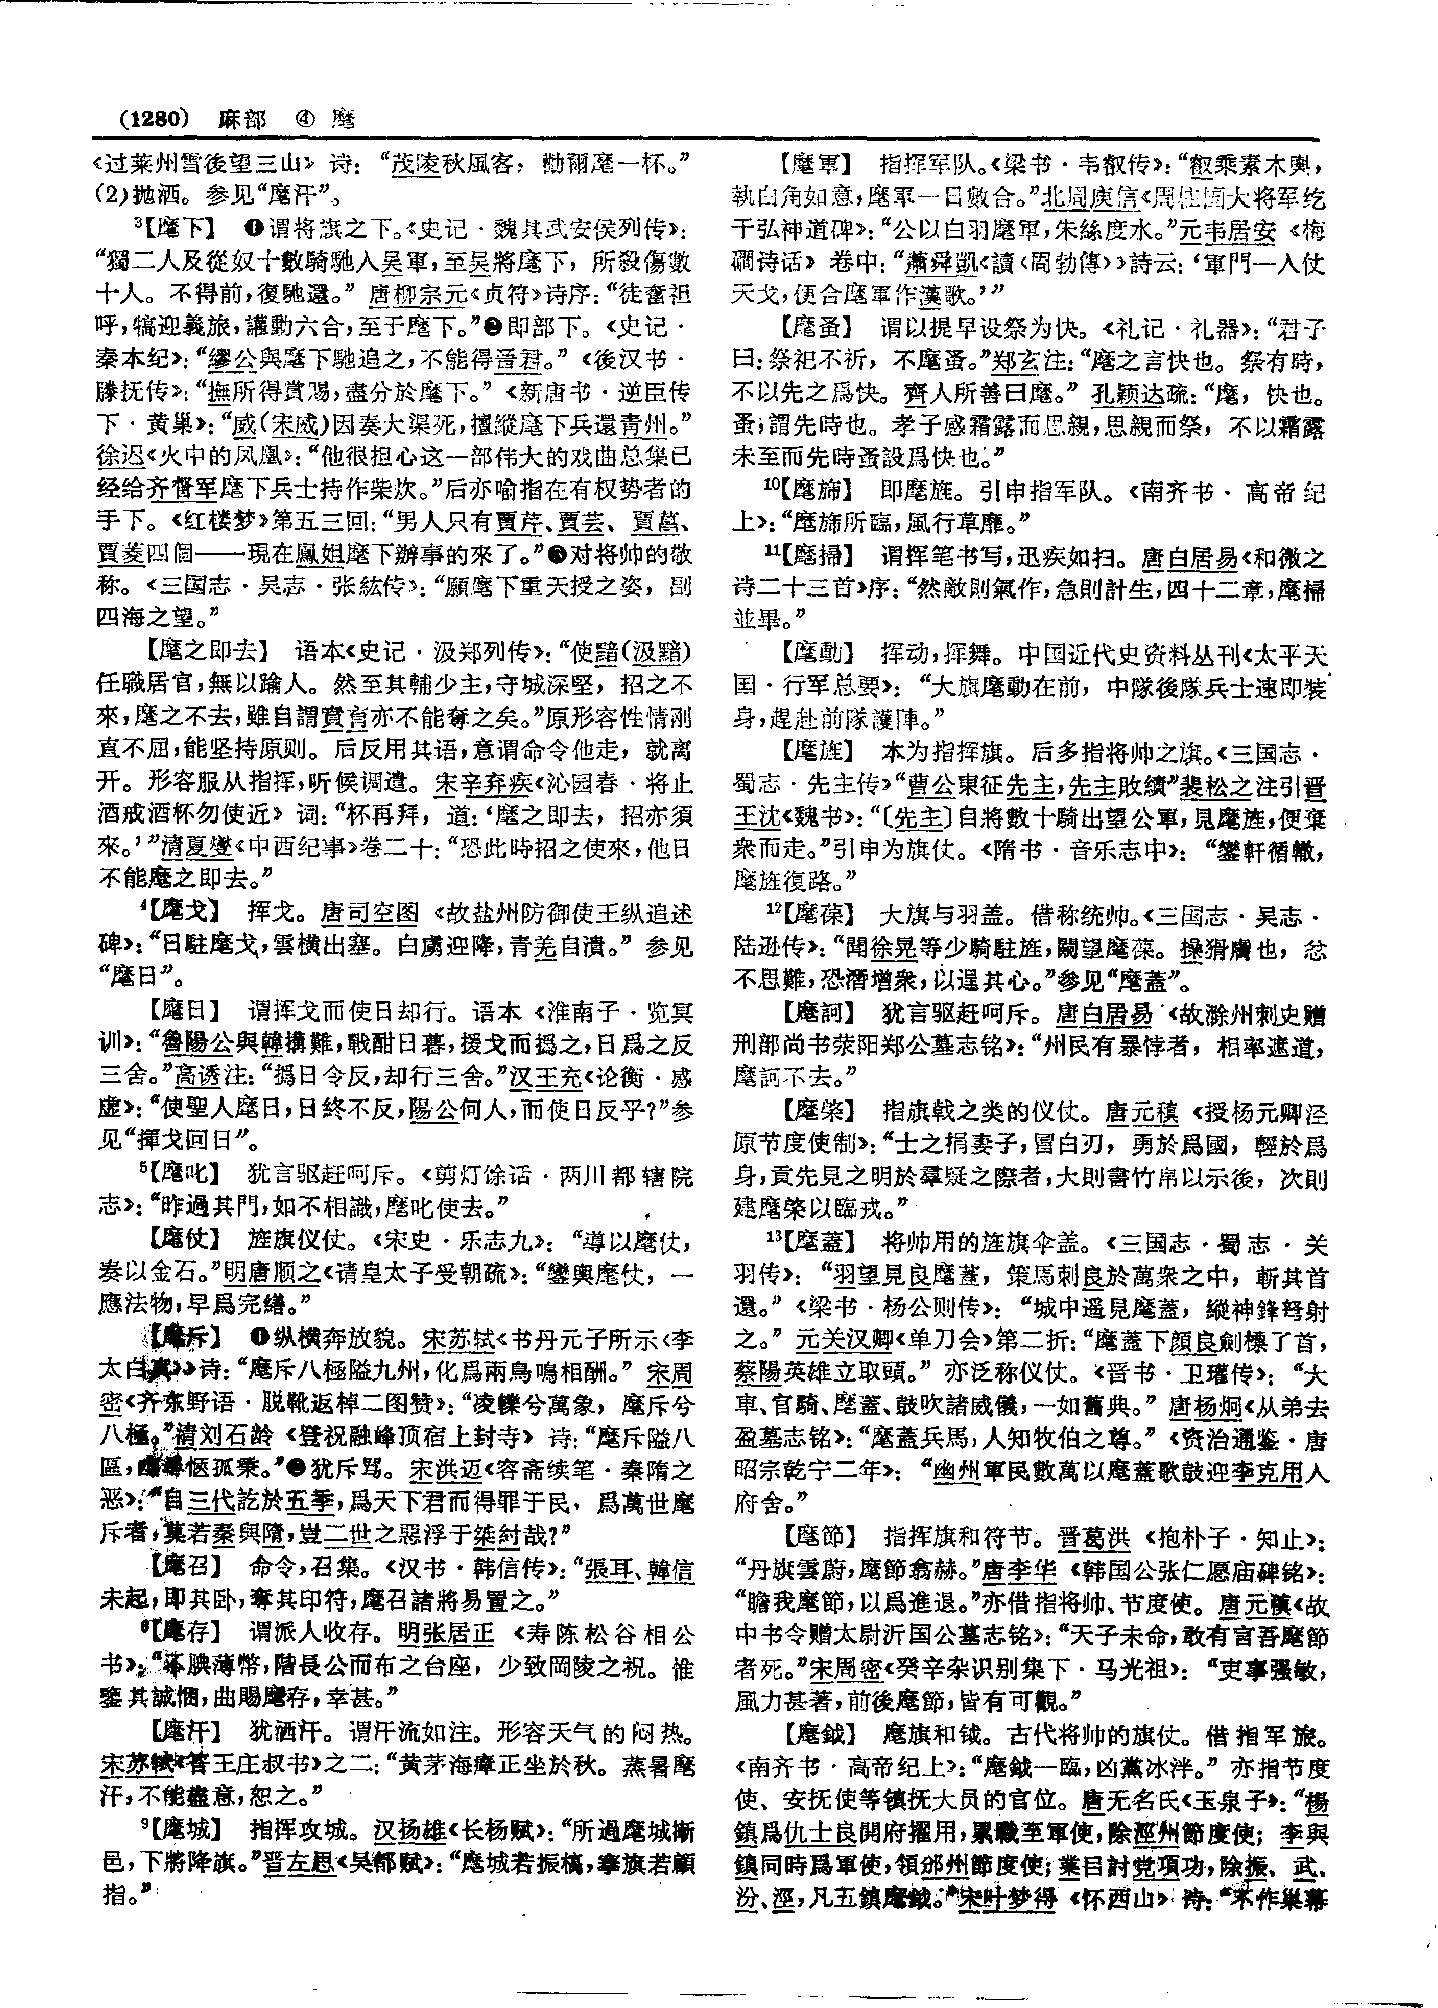 (1280) 麻部 ④ 麾
《过莱州雪後望三山》 诗：“茂陵秋風客，勸爾麾一杯。”
(2)抛洒。参见“麾汗”。
³【麾下】 ❶谓将旗之下。《史记·魏其武安侯列传》：
“獨二人及從奴十數騎馳入吴軍，至吴將麾下，所殺傷數
十人。不得前，復馳還。” 唐柳宗元《贞符》诗序：“徒奮袒
呼，犒迎義旅，讙動六合，至于麾下。”❷即部下。《史记·
秦本纪》：“繆公與麾下馳追之，不能得晋君。”《後汉书·
滕抚传》：“撫所得賞賜，盡分於麾下。”《新唐书·逆臣传
下·黄巢》：“威(宋威)因奏大渠死，擅縱麾下兵還青州。”
徐迟《火中的凤凰》：“他很担心这一部伟大的戏曲总集已
经给齐督军麾下兵士持作柴炊。”后亦喻指在有权势者的
手下。《红楼梦》第五三回：“男人只有賈芹、賈芸、賈菖、
賈菱四個——現在鳳姐麾下辦事的來了。”❸对将帅的敬
称。《三国志·吴志·张紘传》：“願麾下重天授之姿，副
四海之望。”
【麾之即去】 语本《史记·汲郑列传》：“使黯(汲黯)
任職居官，無以踰人。然至其輔少主，守城深堅，招之不
來，麾之不去，雖自謂賁育亦不能奪之矣。”原形容性情刚
直不屈，能坚持原则。后反用其语，意谓命令他走，就离
开。形容服从指挥，听候调遣。宋辛弃疾《沁园春·将止
酒戒酒杯勿使近》 词：“杯再拜，道：‘麾之即去，招亦須
來。’”清夏燮《中西纪事》卷二十：“恐此時招之使來，他日
不能麾之即去。”
⁴【麾戈】 挥戈。唐司空图 《故盐州防御使王纵追述
碑》：“日駐麾戈，雲横出塞。白虜迎降，青羌自潰。” 参见
“麾日”。
【麾日】 谓挥戈而使日却行。语本 《淮南子·览冥
训》：“魯陽公與韓搆難，戰酣日暮，援戈而撝之，日爲之反
三舍。”高诱注：“撝日令反，却行三舍。”汉王充《论衡·感
虚》：“使聖人麾日，日終不反，陽公何人，而使日反乎？”参
见“揮戈回日”。
⁵【麾叱】 犹言驱赶呵斥。《剪灯馀话·两川都辖院
志》：“昨過其門，如不相識，麾叱使去。”
【麾仗】 旌旗仪仗。《宋史·乐志九》：“導以麾仗，
奏以金石。”明唐顺之《请皇太子受朝疏》：“鑾輿麾仗，一
應法物，早爲完繕。”
【麾斥】 ❶纵横奔放貌。宋苏轼《书丹元子所示《李
太白真》》诗：“麾斥八極隘九州，化爲兩鳥鳴相酬。” 宋周
密《齐东野语·脱靴返棹二图赞》：“凌轢兮萬象，麾斥兮
八極。”清刘石龄 《登祝融峰顶宿上封寺》 诗：“麾斥隘八
區，愜孤乘。”❷犹斥骂。宋洪迈《容斋续笔·秦隋之
恶》：“自三代訖於五季，爲天下君而得罪于民，爲萬世麾
斥者，莫若秦與隋，豈二世之惡浮于桀紂哉？”
【麾召】 命令，召集。《汉书·韩信传》：“張耳、韓信
未起，即其卧，奪其印符，麾召諸將易置之。”
⁶【麾存】 谓派人收存。明张居正 《寿陈松谷相公
书》：“不腆薄幣，階長公而布之台座，少致岡陵之祝。惟
鑒其誠悃，曲賜麾存，幸甚。”
【麾汗】 犹洒汗。谓汗流如注。形容天气的闷热。
宋苏轼《答王庄叔书》之二：“黄茅海瘴正坐於秋。蒸暑麾
汗，不能盡意，恕之。”
⁹【麾城】 指挥攻城。汉扬雄《长杨赋》：“所過麾城摲
邑，下將降旗。”晋左思《吴都赋》：“麾城若振槁，搴旗若顧
指。”
【麾軍】 指挥军队。《梁书·韦叡传》：“叡乘素木輿，
執白角如意，麾軍一日數合。”北周庾信《周柱国大将军纥
干弘神道碑》：“公以白羽麾軍，朱絲度水。”元韦居安 《梅
磵诗话》 卷中：“蕭舜凱《讀〈周勃傳〉》詩云：‘軍門一入仗
天戈，便合麾軍作漢歌。’”
【麾蚤】 谓以提早设祭为快。《礼记·礼器》：“君子
曰：祭祀不祈，不麾蚤。”郑玄注：“麾之言快也。祭有時，
不以先之爲快。齊人所善曰麾。” 孔颖达疏：“麾，快也。
蚤，謂先時也。孝子感霜露而思親，思親而祭，不以霜露
未至而先時蚤設爲快也。”
¹⁰【麾斾】 即麾旌。引申指军队。《南齐书·高帝纪
上》：“麾斾所臨，風行草靡。”
¹¹【麾掃】 谓挥笔书写，迅疾如扫。唐白居易《和微之
诗二十三首》序：“然敵則氣作，急則計生，四十二章，麾掃
並畢。”
【麾動】 挥动，挥舞。中国近代史资料丛刊《太平天
国·行军总要》：“大旗麾動在前，中隊後隊兵士速即裝
身，趕赴前隊護陣。”
【麾旌】 本为指挥旗。后多指将帅之旗。《三国志·
蜀志·先主传》“曹公東征先主，先主敗績”裴松之注引晋
王沈《魏书》：“〔先主〕自將數十騎出望公軍，見麾旌，便棄
衆而走。”引申为旗仗。《隋书·音乐志中》：“鑾軒循轍，
麾旌復路。”
¹²【麾葆】 大旗与羽盖。借称统帅。《三国志·吴志·
陆逊传》：“聞徐晃等少騎駐旌，闚望麾葆。操猾虜也，忿
不思難，恐潛增衆，以逞其心。”参见“麾蓋”。
【麾訶】 犹言驱赶呵斥。唐白居易 《故滁州刺史赠
刑部尚书荥阳郑公墓志铭》：“州民有暴悖者，相率遮道，
麾訶不去。”
【麾棨】 指旗戟之类的仪仗。唐元稹 《授杨元卿泾
原节度使制》：“士之捐妻子，冒白刃，勇於爲國，輕於爲
身，貢先見之明於羣疑之際者，大則書竹帛以示後，次則
建麾棨以臨戎。”
¹³【麾蓋】 将帅用的旌旗伞盖。《三国志·蜀志·关
羽传》：“羽望見良麾蓋，策馬刺良於萬衆之中，斬其首
還。”《梁书·杨公则传》：“城中遥見麾蓋，縱神鋒弩射
之。” 元关汉卿《单刀会》第二折：“麾蓋下顔良劍標了首，
蔡陽英雄立取頭。” 亦泛称仪仗。《晋书·卫瓘传》：“大
車、官騎、麾蓋、鼓吹諸威儀，一如舊典。” 唐杨炯《从弟去
盈墓志铭》：“麾蓋兵馬，人知牧伯之尊。”《资治通鉴·唐
昭宗乾宁二年》：“幽州軍民數萬以麾蓋歌鼓迎李克用入
府舍。”
【麾節】 指挥旗和符节。晋葛洪 《抱朴子·知止》：
“丹旗雲蔚，麾節翕赫。”唐李华 《韩国公张仁愿庙碑铭》：
“瞻我麾節，以爲進退。”亦借指将帅、节度使。唐元稹《故
中书令赠太尉沂国公墓志铭》：“天子未命，敢有言吾麾節
者死。”宋周密《癸辛杂识别集下·马光祖》：“吏事强敏，
風力甚著，前後麾節，皆有可觀。”
【麾鉞】 麾旗和钺。古代将帅的旗仗。借指军旅。
《南齐书·高帝纪上》：“麾鉞一臨，凶黨冰泮。” 亦指节度
使、安抚使等镇抚大员的官位。唐无名氏《玉泉子》：“楊
鎮爲仇士良開府擢用，累職至軍使，除涇州節度使；李與
鎮同時爲軍使，領邠州節度使；業以討党項功，除振、武、
汾、涇，凡五鎮麾鉞。”宋叶梦得 《怀西山》 诗：“不作巢幕